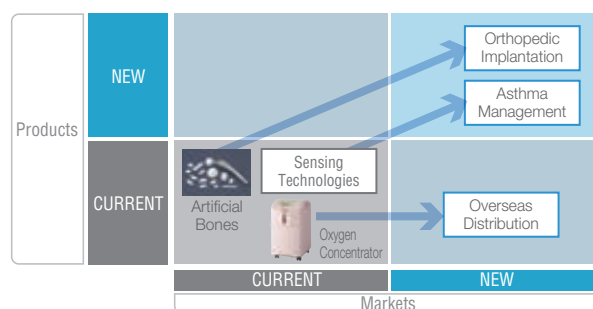 Orthopedic
Implantation
NEW
Asthma
Management
Products
Sensing
Technologies
CURRENT
Artificial
Bones
Overseas
Distribution
Oxygen
Concentrator
CURRENT
NEW
Markets